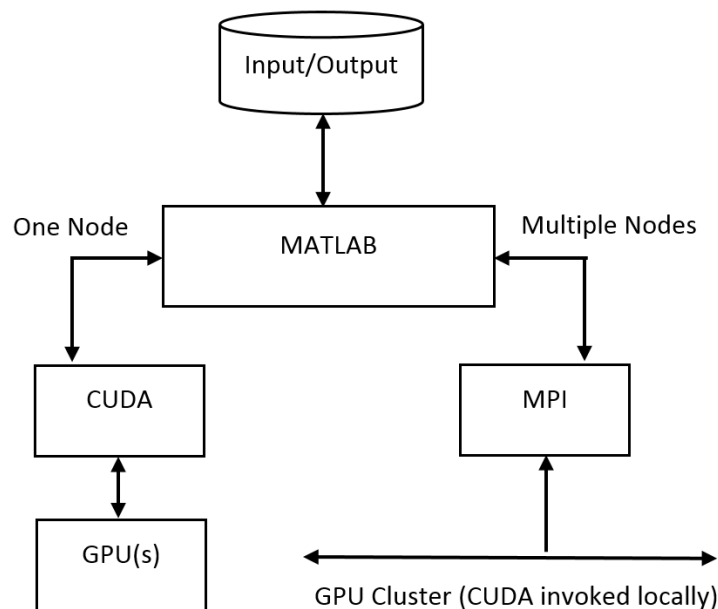 Input/Output
One Node
Multiple Nodes
MATLAB
CUDA
MPI
GPU(s)
GPU Cluster (CUDA invoked locally)